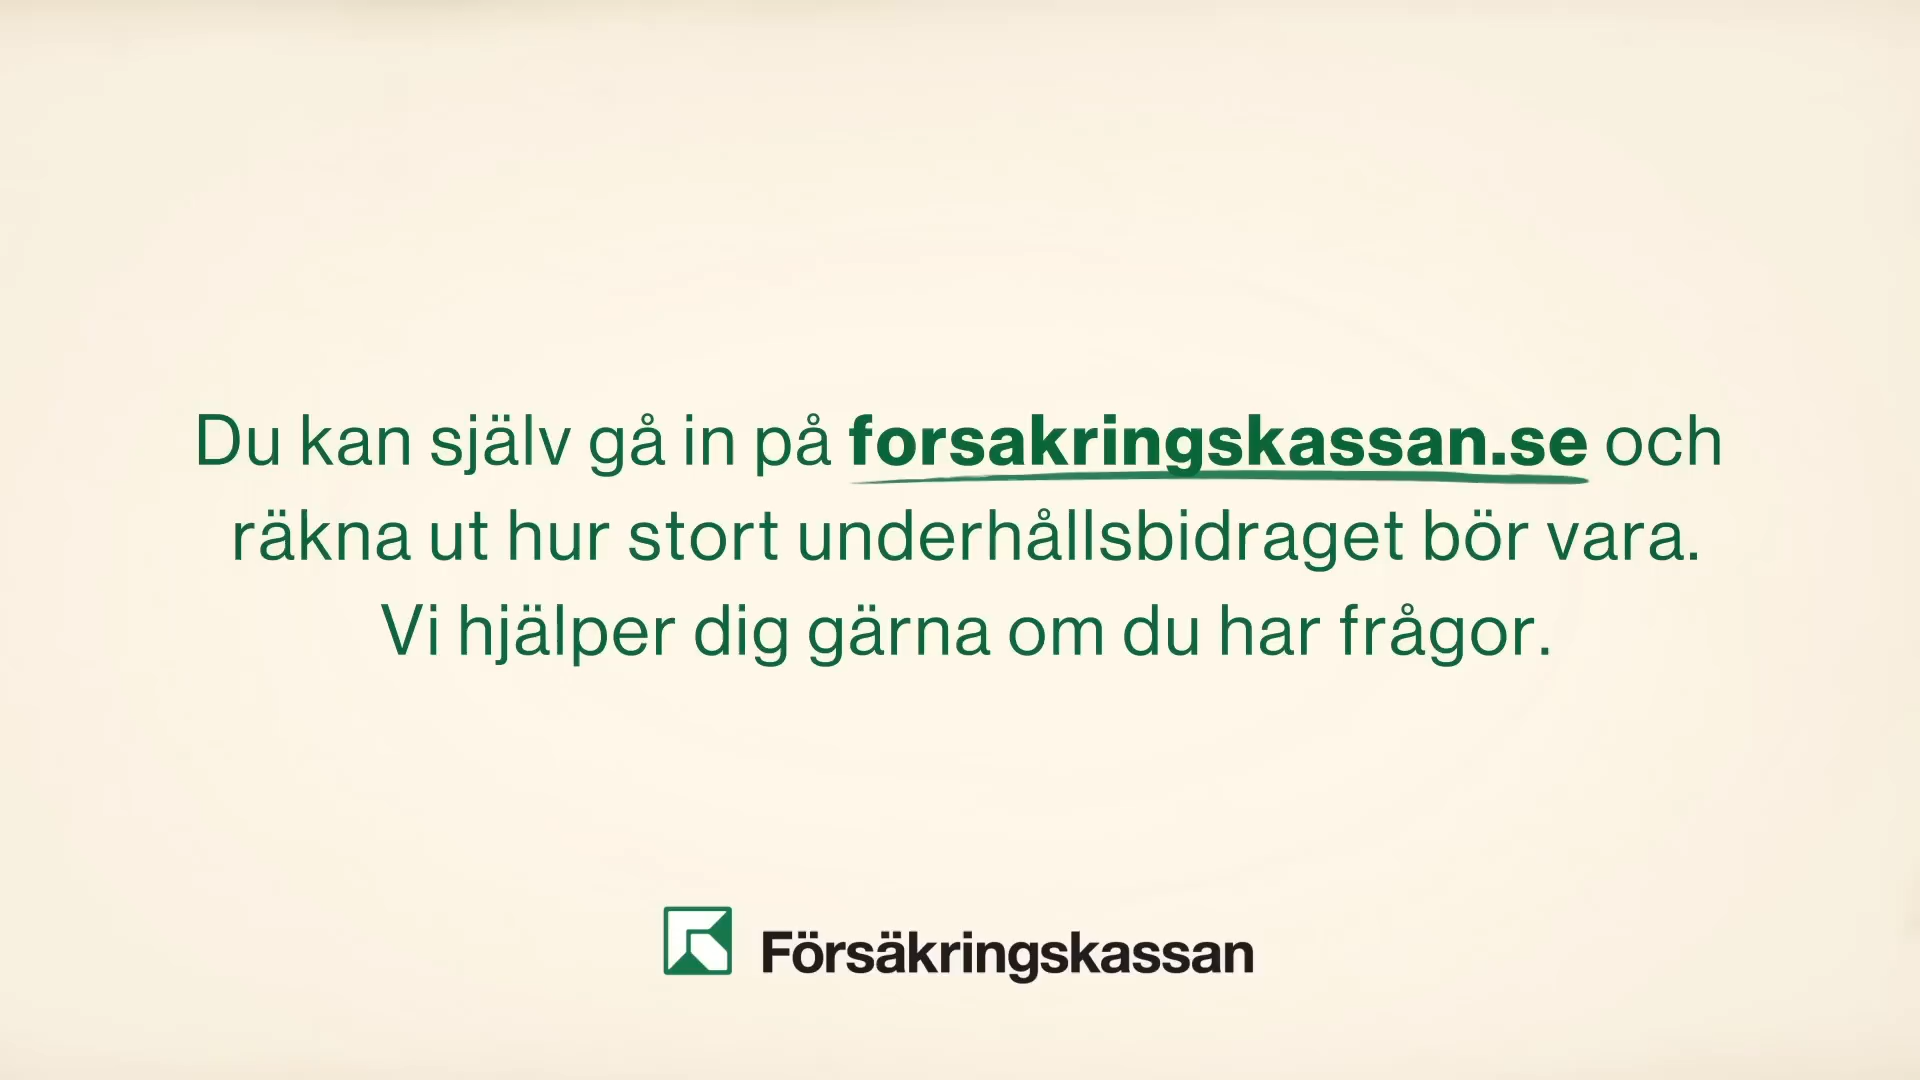 Du kan själv gå in på forsakringskassan.se och
räkna ut hur stort underhållsbidraget bör vara.
Vi hjälper dig gärna om du har frågor.
Försäkringskassan